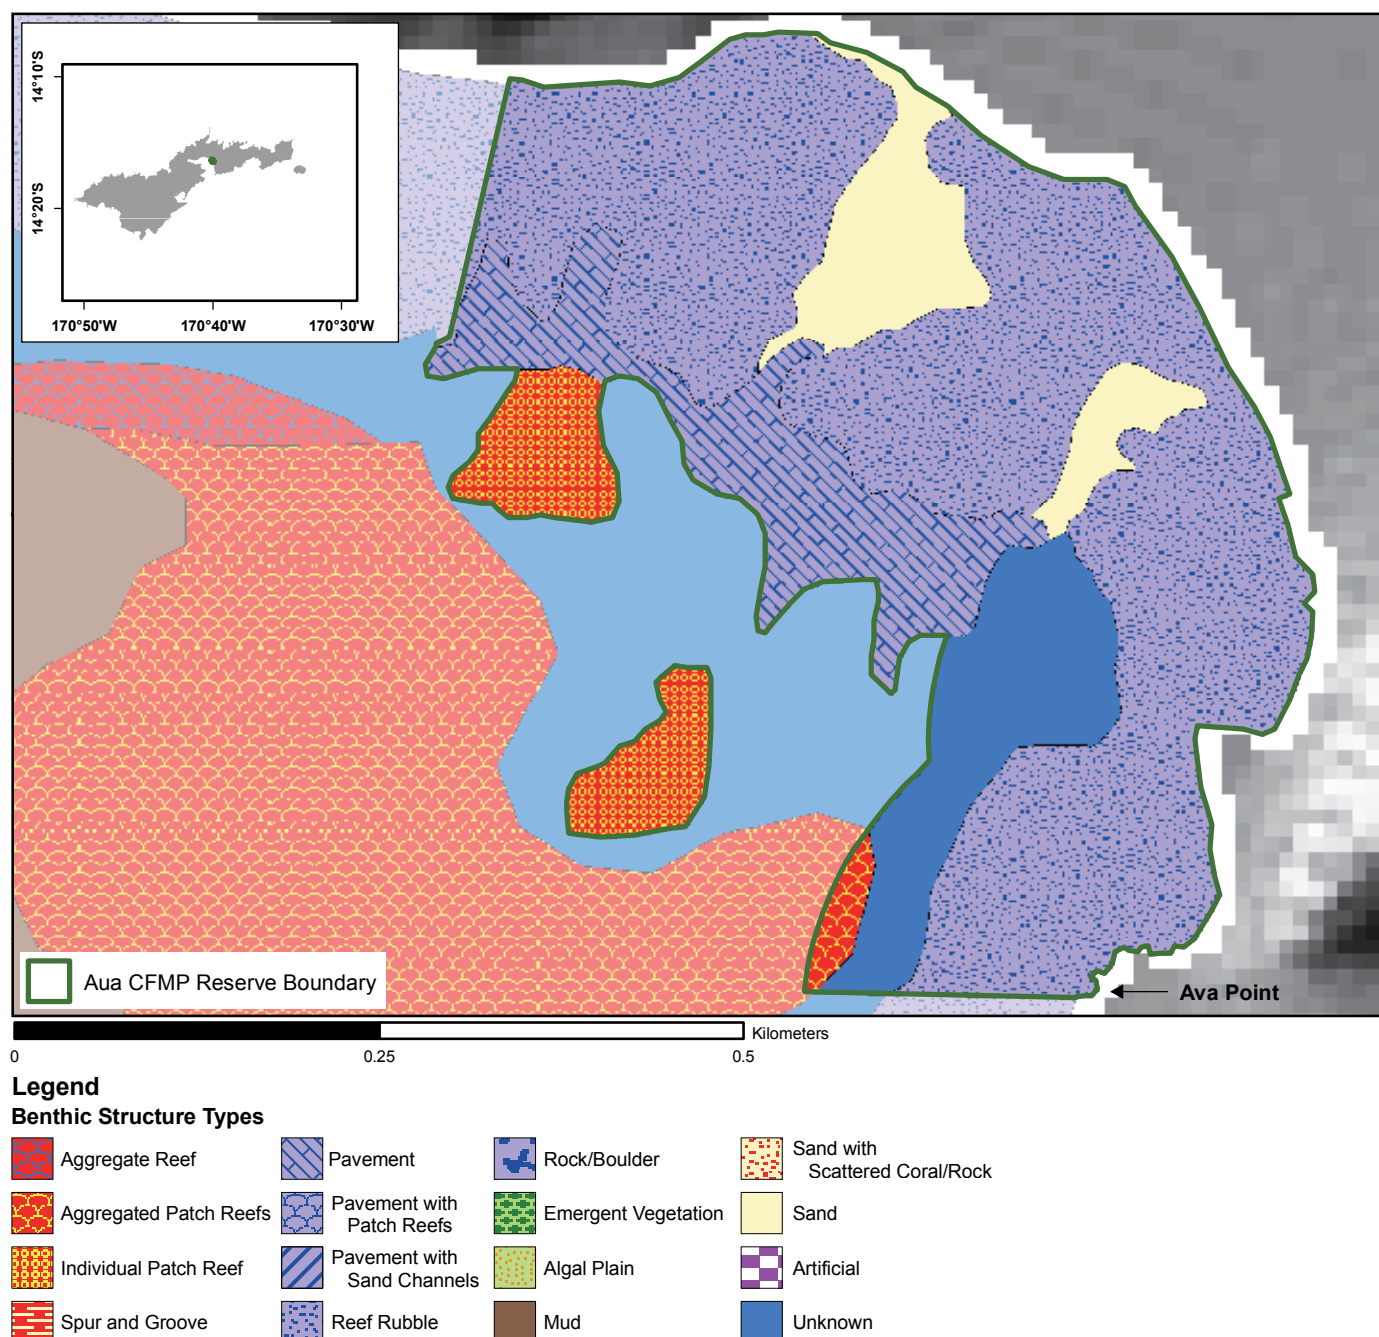 14°10'S
14°20'S
170°50'W
170°40'W
170°30'W
Aua CFMP Reserve Boundary
Ava Point
Kilometers
0
0.25
0.5
Legend
Benthic Structure Types
Aggregate Reef
Aggregated Patch Reefs
Individual Patch Reef
Spur and Groove
Pavement
Pavement with
Patch Reefs
Pavement with
Sand Channels
Reef Rubble
Rock/Boulder
Emergent Vegetation
Algal Plain
Mud
Sand with
Scattered Coral/Rock
Sand
Artificial
Unknown